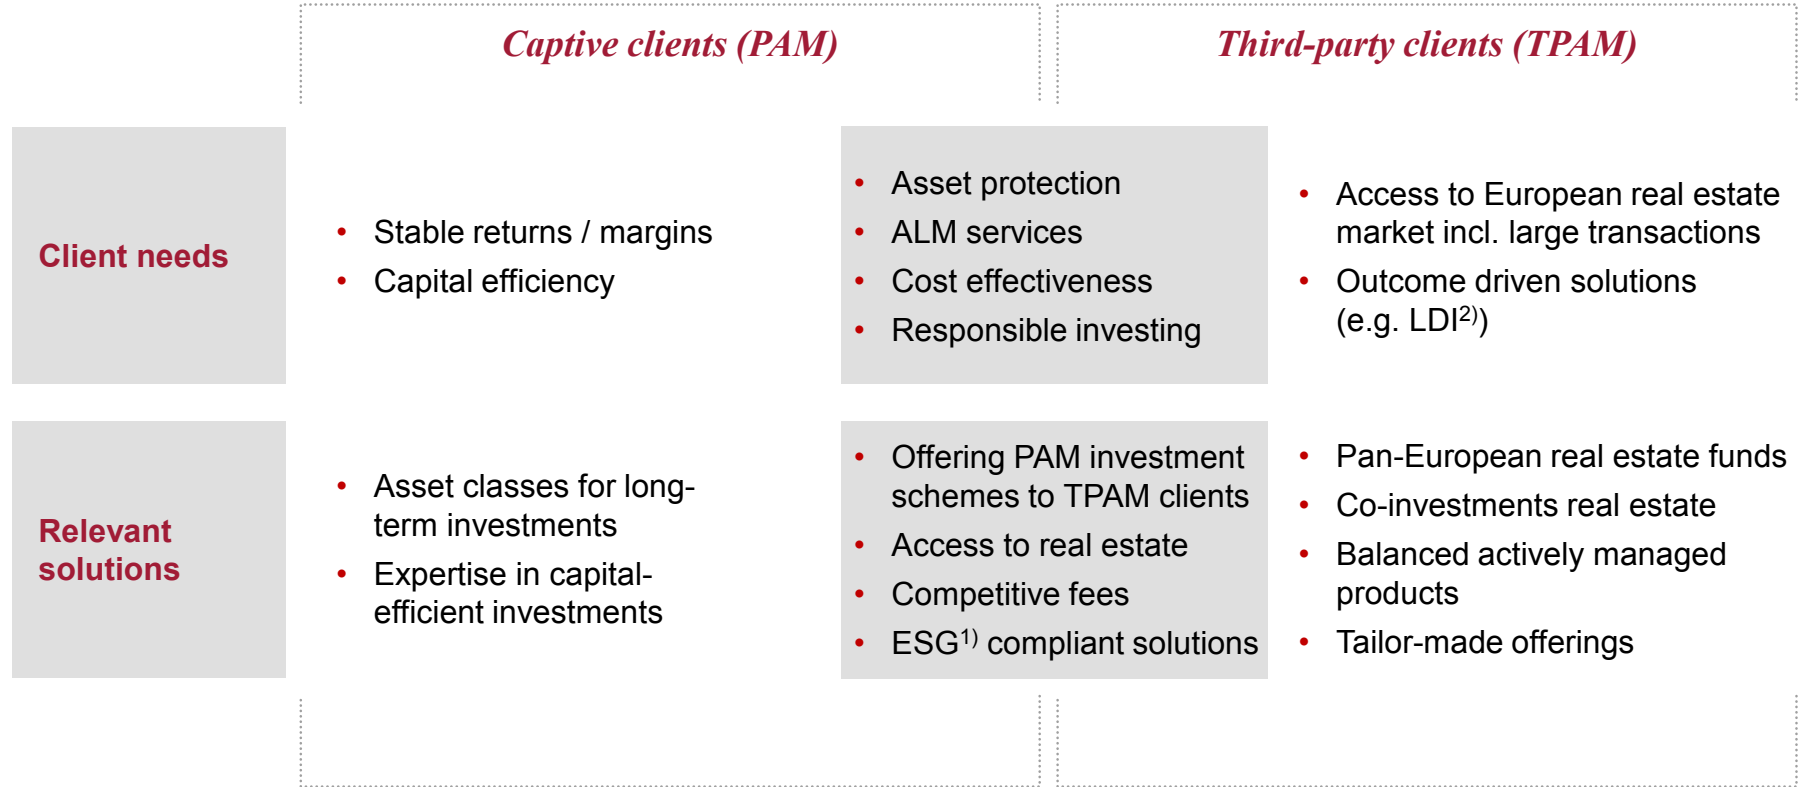 Captive clients (PAM)
Third-party clients (TPAM)
Client needs
• Stable returns / margins
• Capital efficiency
• Asset protection
• ALM services
• Cost effectiveness
• Responsible investing
• Access to European real estate
market incl. large transactions
• Outcome driven solutions
(e.g. LDI2))
Relevant
solutions
• Asset classes for long-
term investments
• Expertise in capital-
efficient investments
• Offering PAM investment
schemes to TPAM clients
• Access to real estate
• Competitive fees
• ESG1) compliant solutions
• Pan-European real estate funds
• Co-investments real estate
• Balanced actively managed
products
• Tailor-made offerings